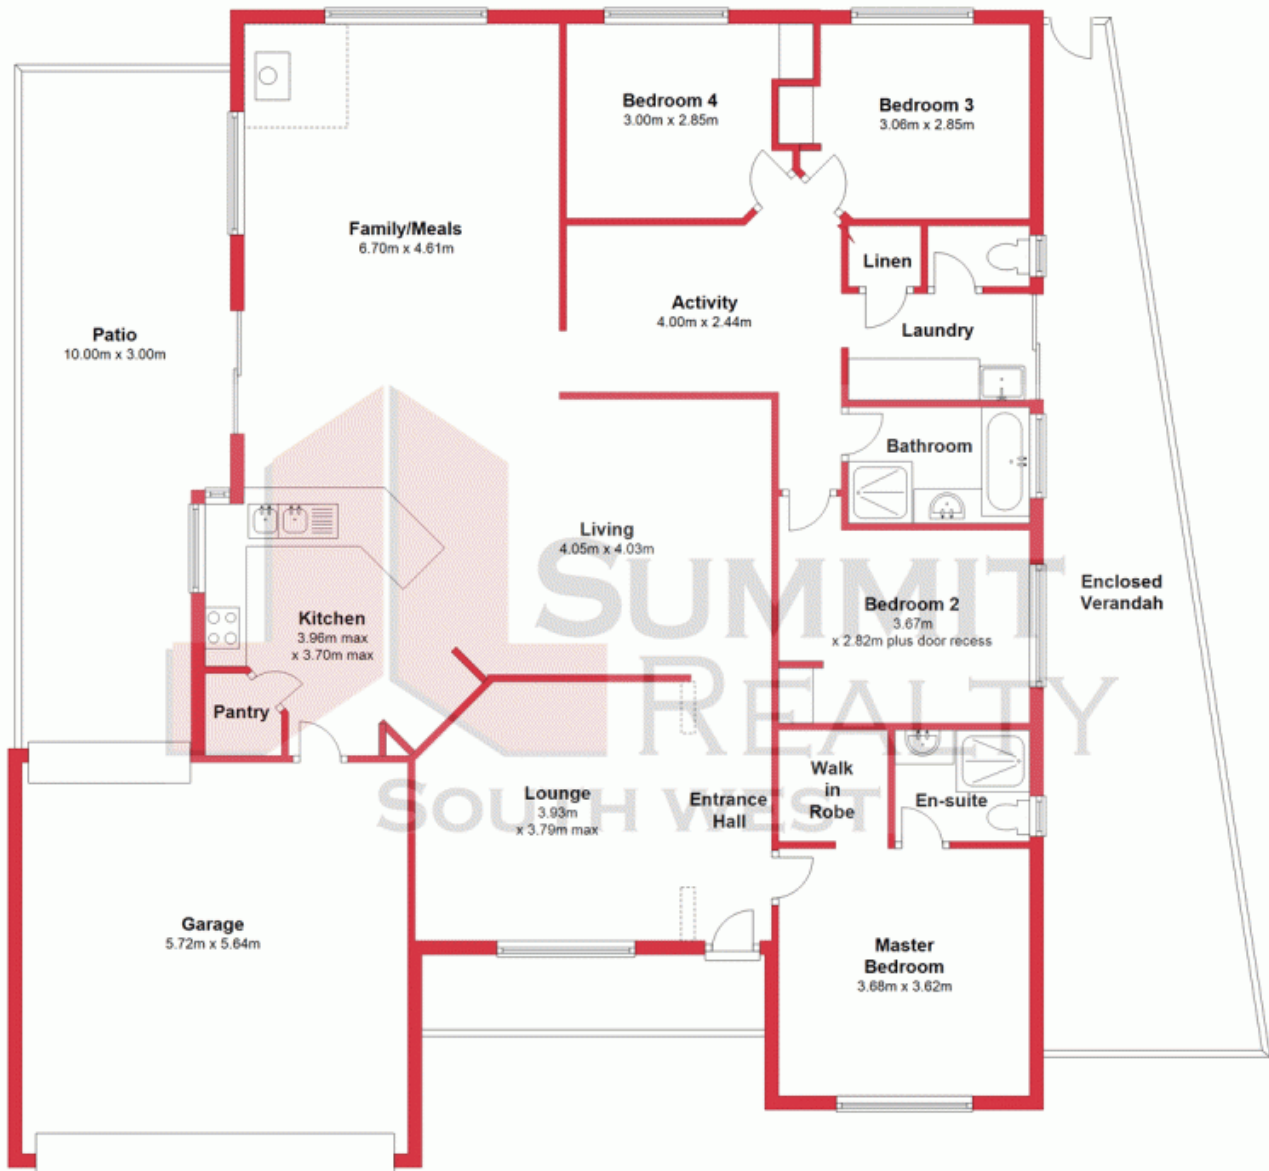 Bedroom 4
3.00m x 2.85m
Bedroom 3
3.06m x 2.85m
Family/Meals
6.70m x 4.61m
Linen
Activity
4.00m x 2.44m
Laundry
Patio
10.00m x 3.00m
Bathroom
Living
4.05m x 4.03m
Enclosed
Verandah
Bedroom 2
3.67m
x 2.82m plus door recess
Kitchen
3.96m max
x 3.70m max
Pantry
Walk
in
Robe
En-suite
Lounge
3.93m
x 3.79m max
Entrance
Hall
Garage
5.72m x 5.64m
Master
Bedroom
3.68m x 3.62m
SUMMIT
REALTY
SOUTH WEST